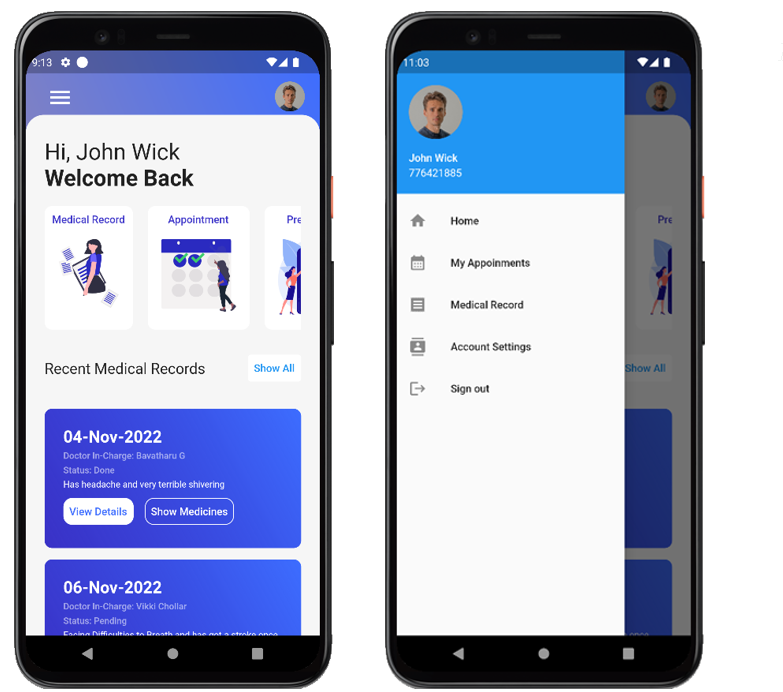 9:13
Hi, John Wick
Welcome Back
Medical Record
Appointment
Pre
Recent Medical Records
Show All
04-Nov-2022
Doctor In-Charge: Bavatharu G
Status: Done
Has headache and very terrible shivering
View Details
Show Medicines
06-Nov-2022
Doctor In-Charge: Vikki Chollar
Status: Pending
Facing Difficulties to Breath and has got a stroke once
11:03
John Wick
776421885
Home
My Appoinments
Medical Record
Account Settings
Sign out
Pre
Show All
once